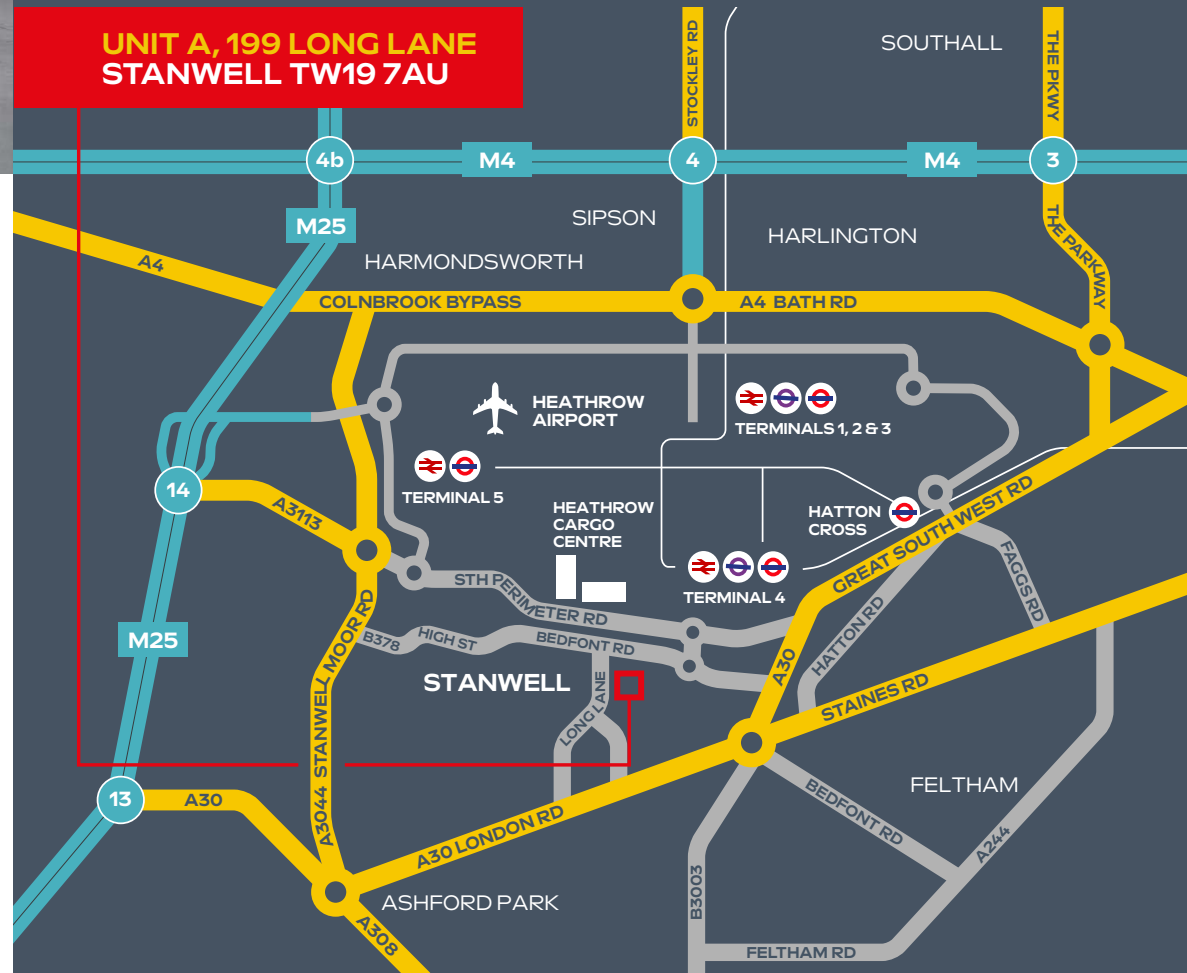 UNIT A, 199 LONG LANE
STANWELL TW19 7AU
STOCKLEY RD
SOUTHALL
THE PKWY
4b
M4
4
M4
3
M25
SIPSON
HARLINGTON
HARMONDSWORTH
THE PARKWAY
A4
COLNBROOK BYPASS
A4 BATH RD
HEATHROW
AIRPORT
TERMINALS 1, 2 & 3
TERMINAL 5
14
A3113
HEATHROW
CARGO
CENTRE
HATTON
CROSS
GREAT SOUTH WEST RD
FAGGS RD
TERMINAL 4
STH PERIMETER RD
M25
B378
HIGH ST
BEDFONT RD
HATTON RD
A30
STANWELL
LONG LANE
STAINES RD
A3044 STANWELL MOOR RD
13
A30
FELTHAM
BEDFONT RD
A244
A30 LONDON RD
B3003
ASHFORD PARK
A308
FELTHAM RD